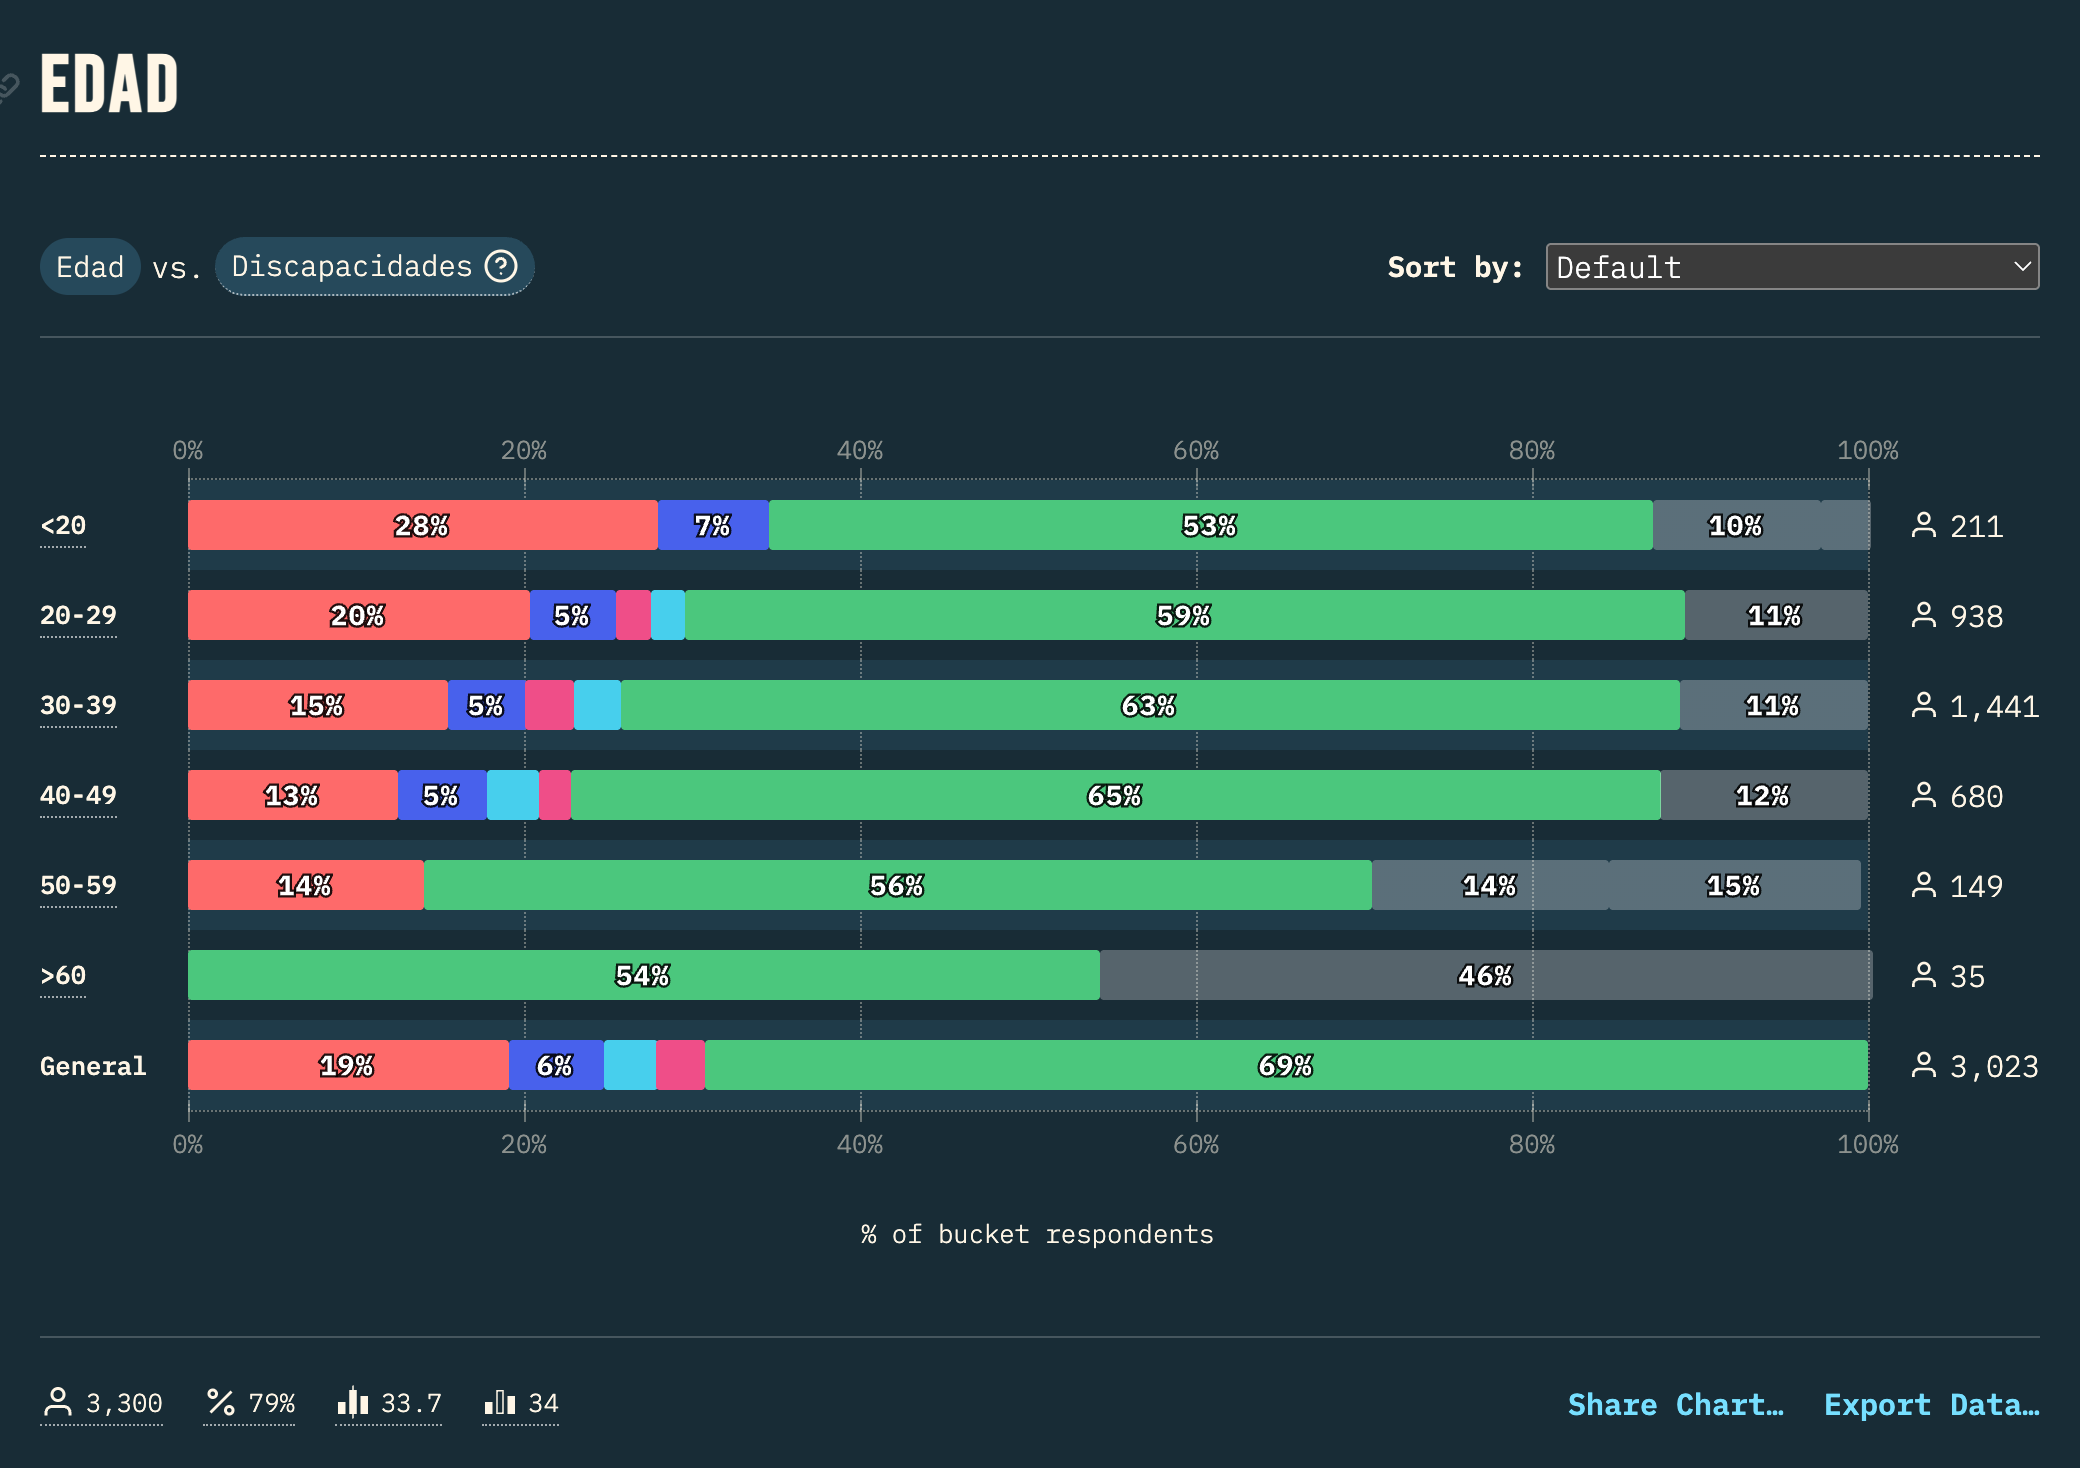 EDAD
Edad vs. Discapacidades ?
Sort by: Default
0% 20% 40% 60% 80% 100%
<20 28% 7% 53% 10% 211
20-29 20% 5% 59% 11% 938
30-39 15% 5% 63% 11% 1,441
40-49 13% 5% 65% 12% 680
50-59 14% 56% 14% 15% 149
>60 54% 46% 35
General 19% 6% 69% 3,023
0% 20% 40% 60% 80% 100%
% of bucket respondents
3,300 79% 33.7 34 Share Chart… Export Data…